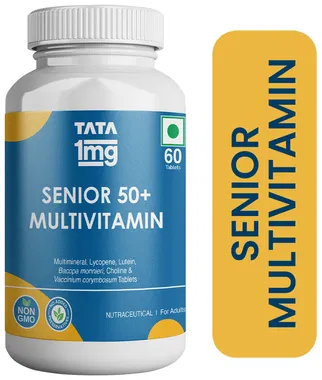 TATA
1mg
60
Tablets
SENIOR 50+
MULTIVITAMIN
Multimineral, Lycopene, Lutein,
Bacopa monnieri, Choline &
Vaccinium corymbosum Tablets
NON
GMO
NUTRACEUTICAL | For Adults
SENIOR
MULTIVITAMIN